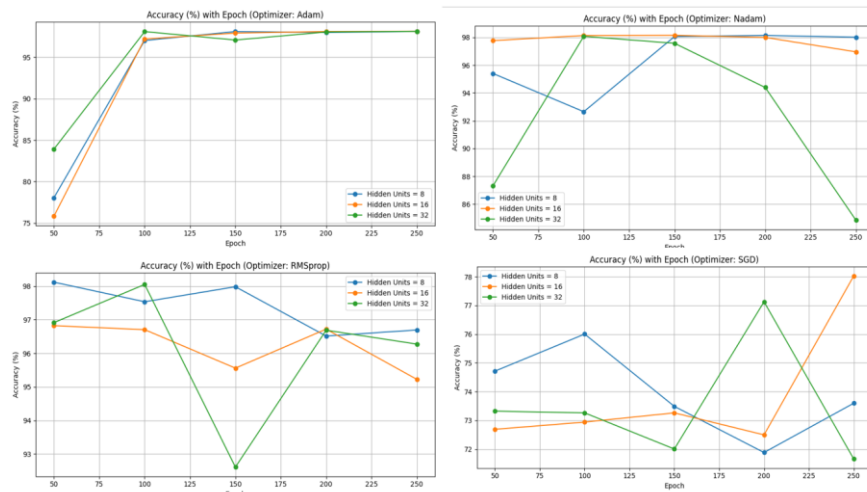 Accuracy (%) with Epoch (Optimizer: Adam)
Accuracy (%)
95
90
85
80
75
Hidden Units = 8
Hidden Units = 16
Hidden Units = 32
50 75 100 125 150 175 200 225 250
Epoch
Accuracy (%) with Epoch (Optimizer: Nadam)
Accuracy (%)
98
96
94
92
90
88
86
Hidden Units = 8
Hidden Units = 16
Hidden Units = 32
50 75 100 125 150 175 200 225 250
Epoch
Accuracy (%) with Epoch (Optimizer: RMSprop)
Accuracy (%)
98
97
96
95
94
93
Hidden Units = 8
Hidden Units = 16
Hidden Units = 32
50 75 100 125 150 175 200 225 250
Accuracy (%) with Epoch (Optimizer: SGD)
Accuracy (%)
78
77
76
75
74
73
72
Hidden Units = 8
Hidden Units = 16
Hidden Units = 32
50 75 100 125 150 175 200 225 250
Epoch